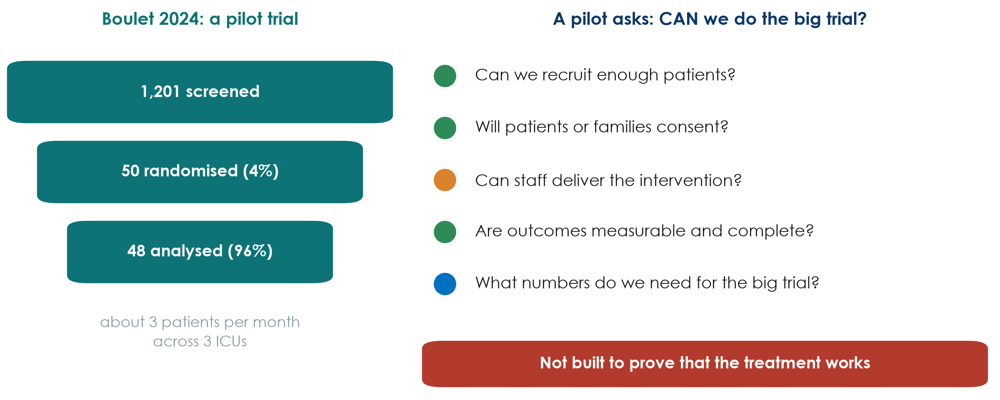 Boulet 2024: a pilot trial
1,201 screened
50 randomised (4%)
48 analysed (96%)
about 3 patients per month
across 3 ICUs
A pilot asks: CAN we do the big trial?
Can we recruit enough patients?
Will patients or families consent?
Can staff deliver the intervention?
Are outcomes measurable and complete?
What numbers do we need for the big trial?
Not built to prove that the treatment works